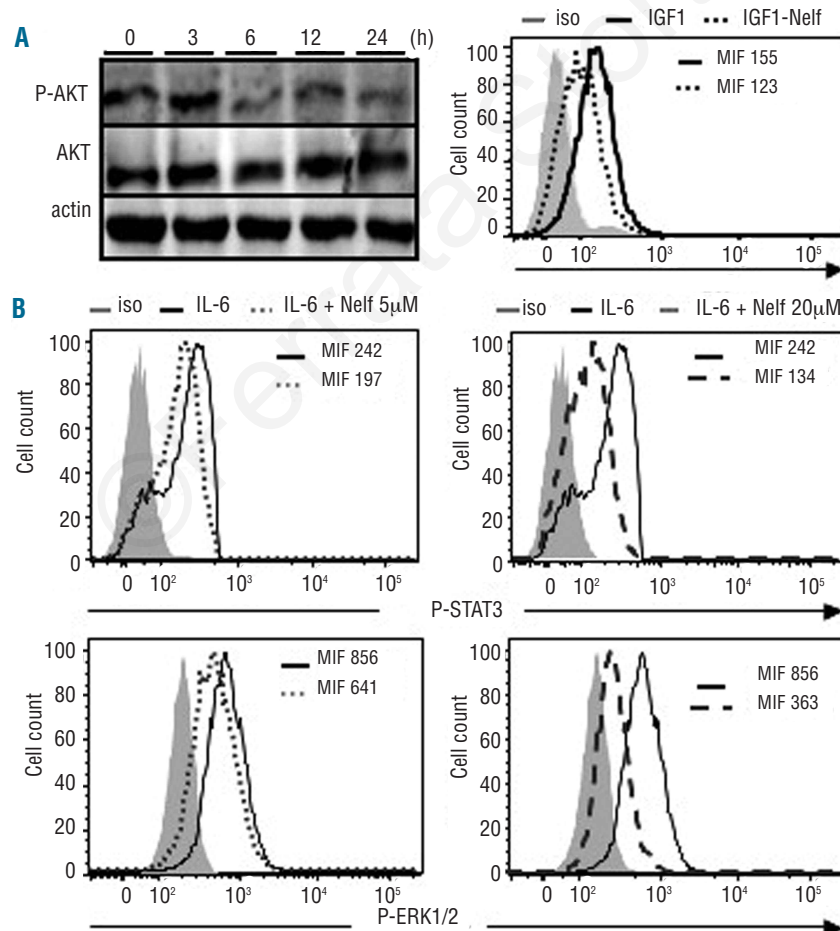 A
0 3 6 12 24 (h)
P-AKT
AKT
actin
iso IGF1 IGF1-Nelf
MIF 155
MIF 123
Cell count
100
80
60
40
20
0
0 10² 10³ 10⁴ 10⁵
B
iso IL-6 IL-6 + Nelf 5µM
MIF 242
MIF 197
Cell count
100
80
60
40
20
0
0 10² 10³ 10⁴ 10⁵
iso IL-6 IL-6 + Nelf 20µM
MIF 242
MIF 134
Cell count
100
80
60
40
20
0
0 10² 10³ 10⁴ 10⁵
P-STAT3
MIF 856
MIF 641
Cell count
100
80
60
40
20
0
0 10² 10³ 10⁴ 10⁵
MIF 856
MIF 363
Cell count
100
80
60
40
20
0
0 10² 10³ 10⁴ 10⁵
P-ERK1/2